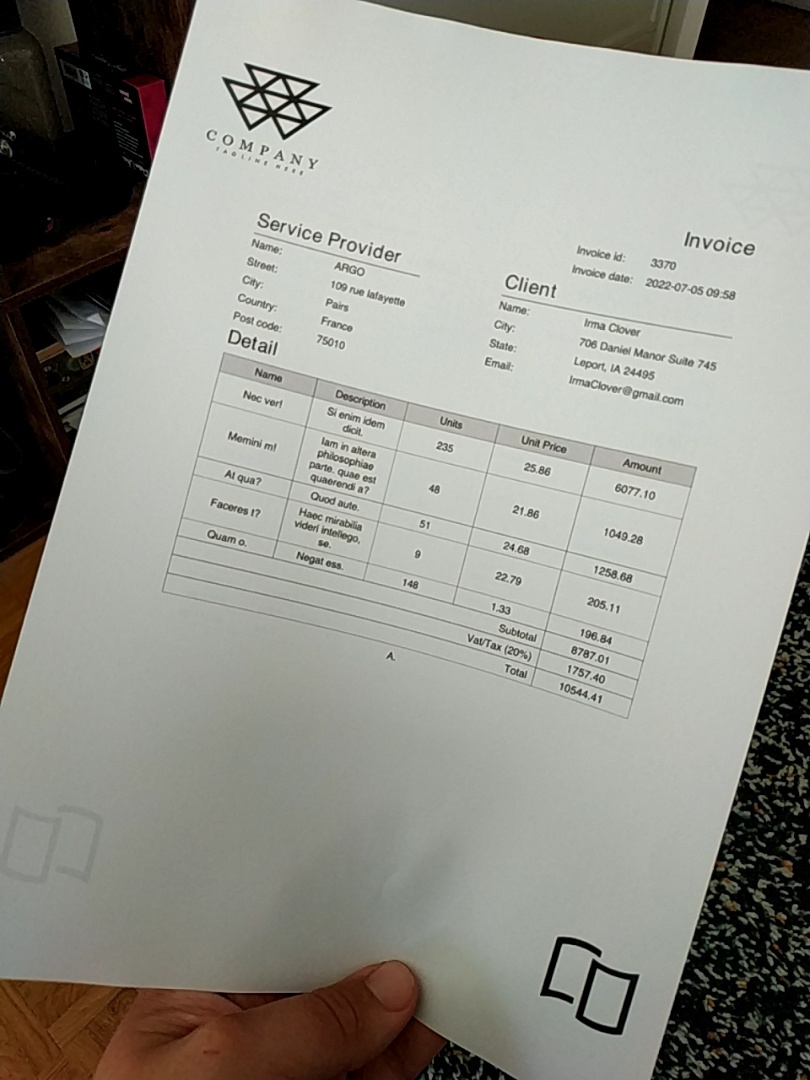 COMPANY
TAGLINE HERE
Invoice
Invoice id: 3370
Invoice date: 2022-07-05 09:58
Service Provider
Name: ARGO
Street: 109 rue lafayette
City: Pairs
Country: France
Post code: 75010
Client
Name: Irma Clover
City: 706 Daniel Manor Suite 745
State: Leport, IA 24495
Email: IrmaClover@gmail.com
Detail
Name Description Units Unit Price Amount
Nec ver! Si enim idem dicit. 235 25.86 6077.10
Memini m! Iam in altera philosophiae parte. quae est quaerendi a? 48 21.86 1049.28
At qua? Quod aute. 51 24.68 1258.68
Faceres t? Haec mirabilia videri intellego, se. 9 22.79 205.11
Quam o. Negat ess. 148 1.33 196.84
Subtotal 8787.01
Vat/Tax (20%) 1757.40
Total 10544.41
A.